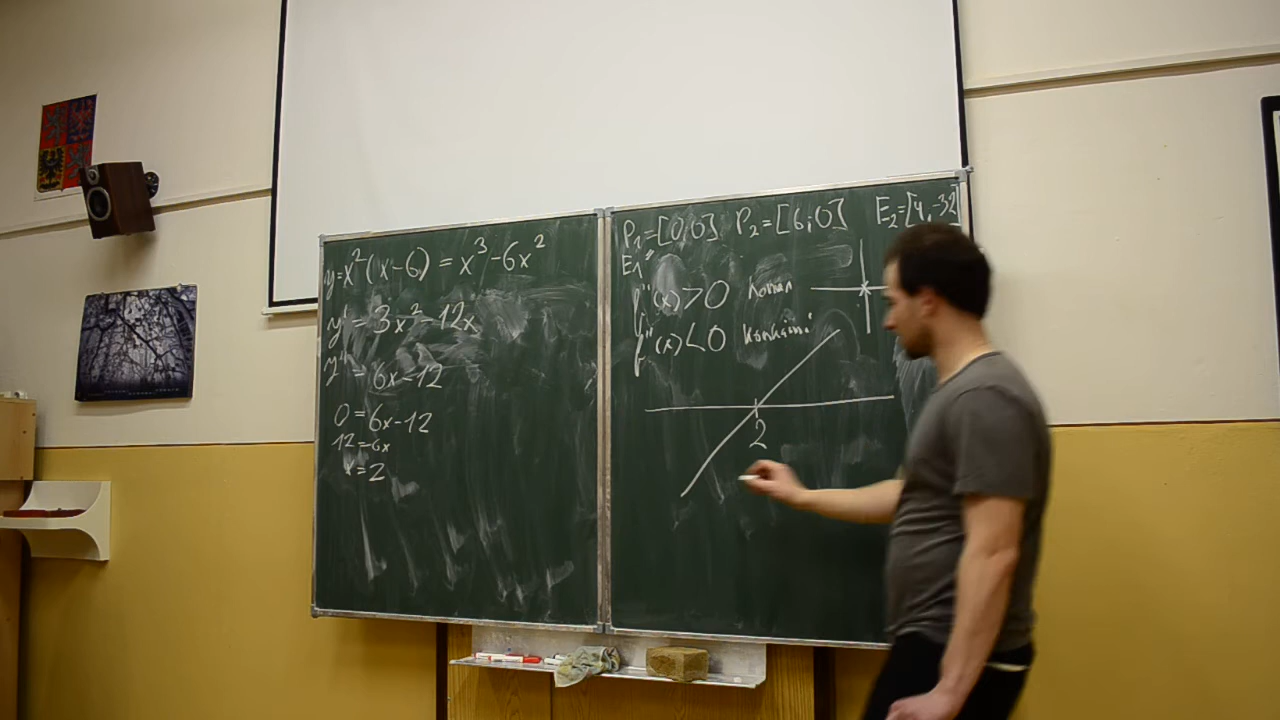 y=x²(x-6) = x³-6x²
y' = 3x²-12x
y'' = 6x-12
0 = 6x-12
12=6x
x=2
P₁=[0,0] P₂=[6;0] E₂=[4,-32]
E₁
f''(x)>0 konven
f''(x)<0 konkávní
2